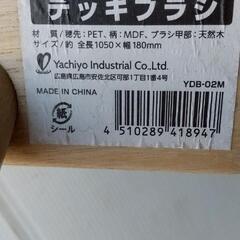 デッキブラシ
材 質 / 穂先：PET、柄：MDF、ブラシ甲部：天然木
サイズ / 約 全長1050×幅180mm
Yachiyo Industrial Co.,Ltd.
広島県広島市安佐北区可部1丁目1番4号
YDB-02M
MADE IN CHINA
紙
シール
4 510289 418947